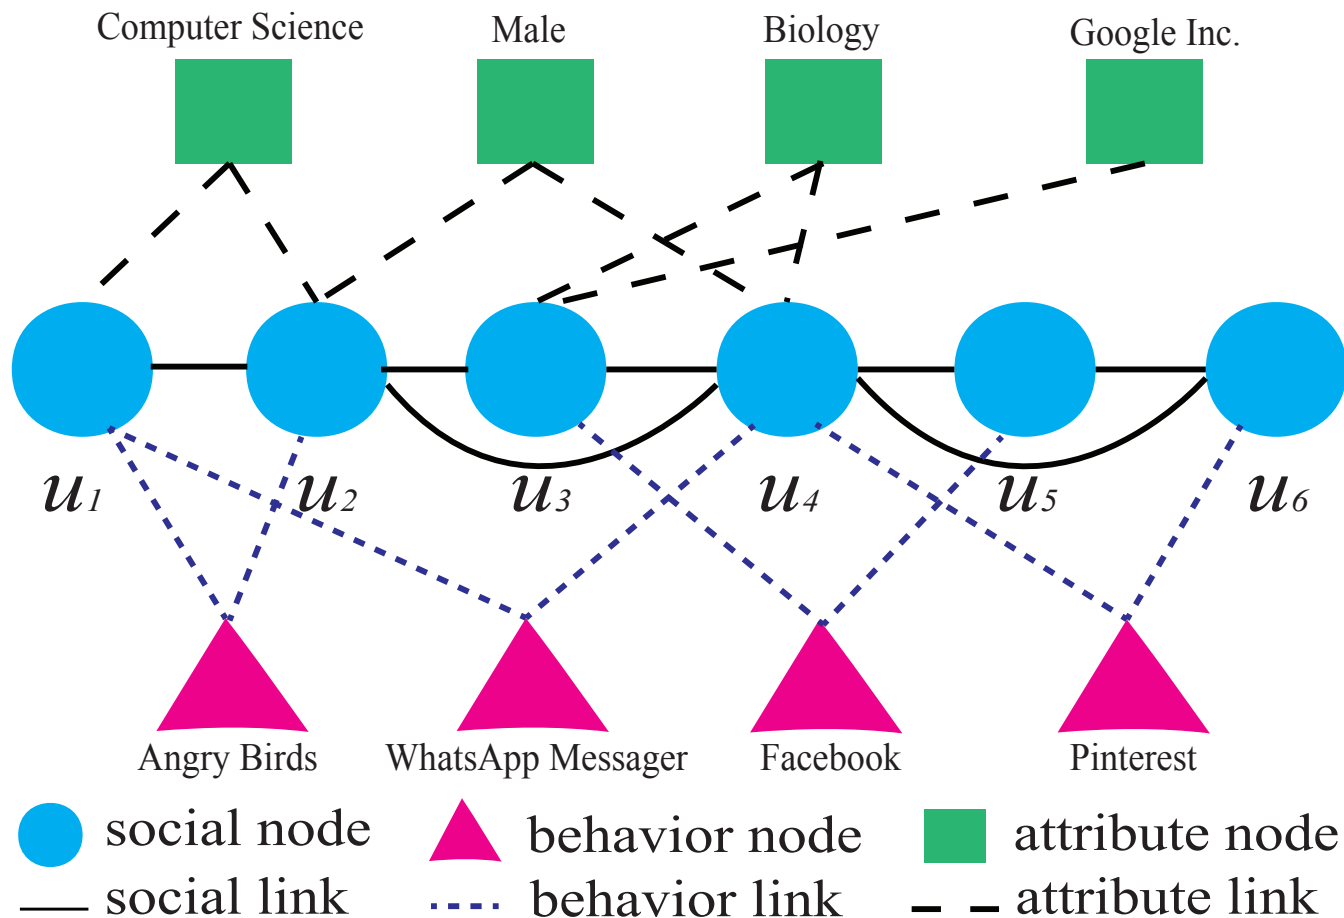 Computer Science Male Biology Google Inc.
u1 u2 u3 u4 u5 u6
Angry Birds WhatsApp Messager Facebook Pinterest
social node behavior node attribute node
social link behavior link attribute link